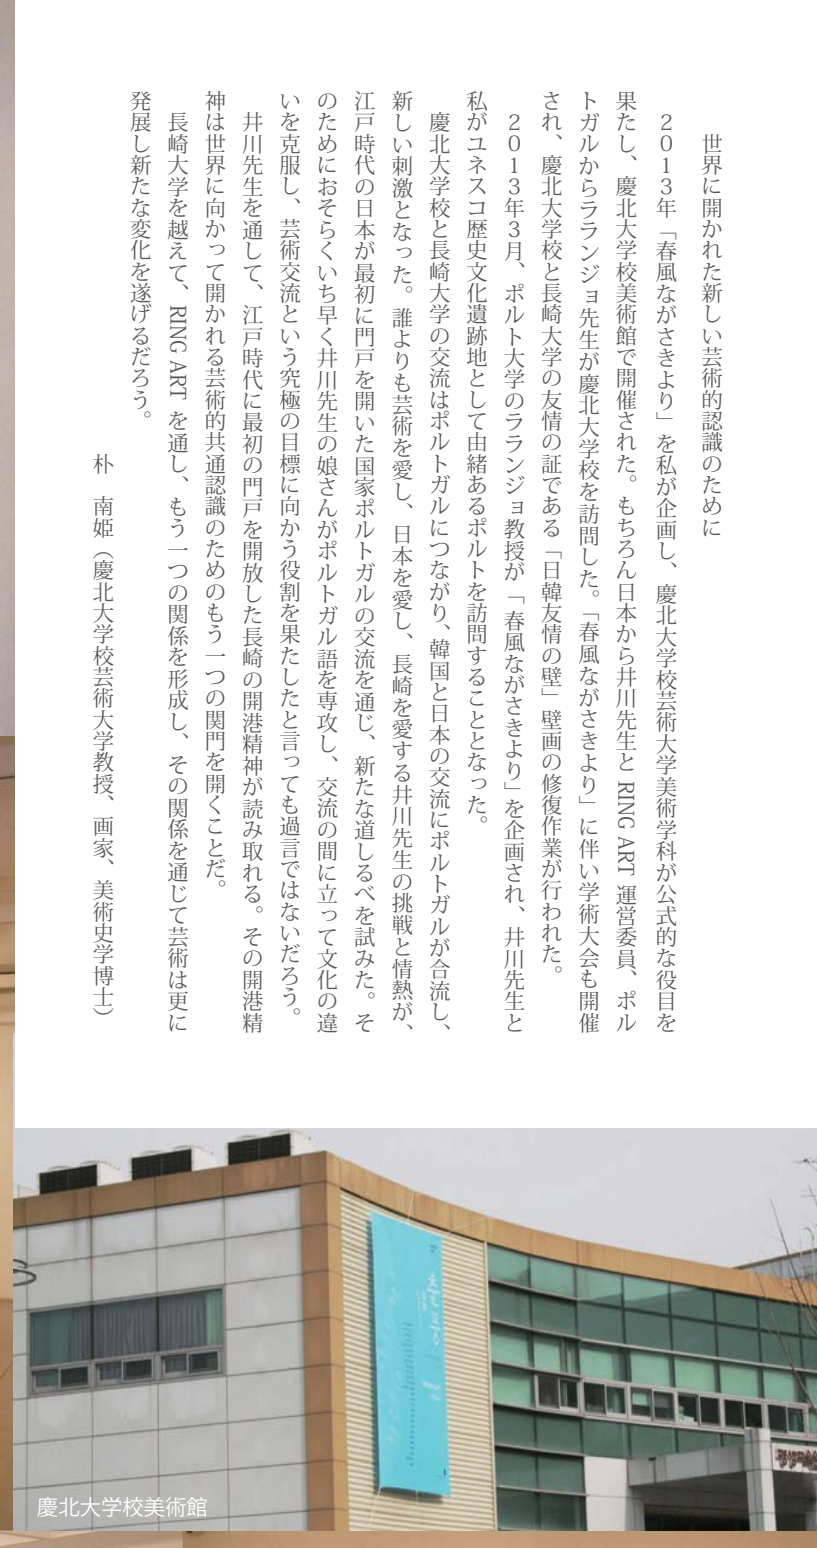 世界に開かれた新しい芸術的認識のために
２０１３年「春風ながさきより」を私が企画し、慶北大学校芸術大学美術学科が公式的な役目を
果たし、慶北大学校美術館で開催された。もちろん日本から井川先生と RING ART 運営委員、ポル
トガルからラランジョ先生が慶北大学校を訪問した。「春風ながさきより」に伴い学術大会も開催
され、慶北大学校と長崎大学の友情の証である「日韓友情の壁」壁画の修復作業が行われた。
２０１３年３月、ポルト大学のラランジョ教授が「春風ながさきより」を企画され、井川先生と
私がユネスコ歴史文化遺跡地として由緒あるポルトを訪問することとなった。
慶北大学校と長崎大学の交流はポルトガルにつながり、韓国と日本の交流にポルトガルが合流し、
新しい刺激となった。誰よりも芸術を愛し、日本を愛し、長崎を愛する井川先生の挑戦と情熱が、
江戸時代の日本が最初に門戸を開いた国家ポルトガルの交流を通じ、新たな道しるべを試みた。そ
のためにおそらくいち早く井川先生の娘さんがポルトガル語を専攻し、交流の間に立って文化の違
いを克服し、芸術交流という究極の目標に向かう役割を果たしたと言っても過言ではないだろう。
井川先生を通して、江戸時代に最初の門戸を開放した長崎の開港精神が読み取れる。その開港精
神は世界に向かって開かれる芸術的共通認識のためのもう一つの関門を開くことだ。
長崎大学を越えて、RING ART を通し、もう一つの関係を形成し、その関係を通じて芸術は更に
発展し新たな変化を遂げるだろう。
朴　南姫（慶北大学校芸術大学教授、画家、美術史学博士）
慶北大学校美術館